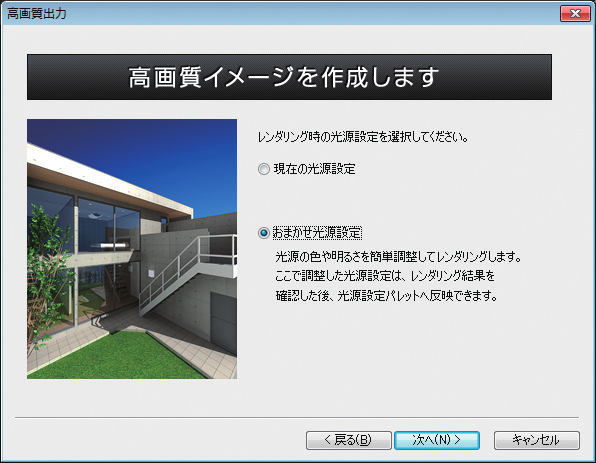 高画質出力
高画質イメージを作成します
レンダリング時の光源設定を選択してください。
現在の光源設定
おまかせ光源設定
光源の色や明るさを簡単調整してレンダリングします。
ここで調整した光源設定は、レンダリング結果を
確認した後、光源設定パレットへ反映できます。
< 戻る(B)
次へ(N) >
キャンセル